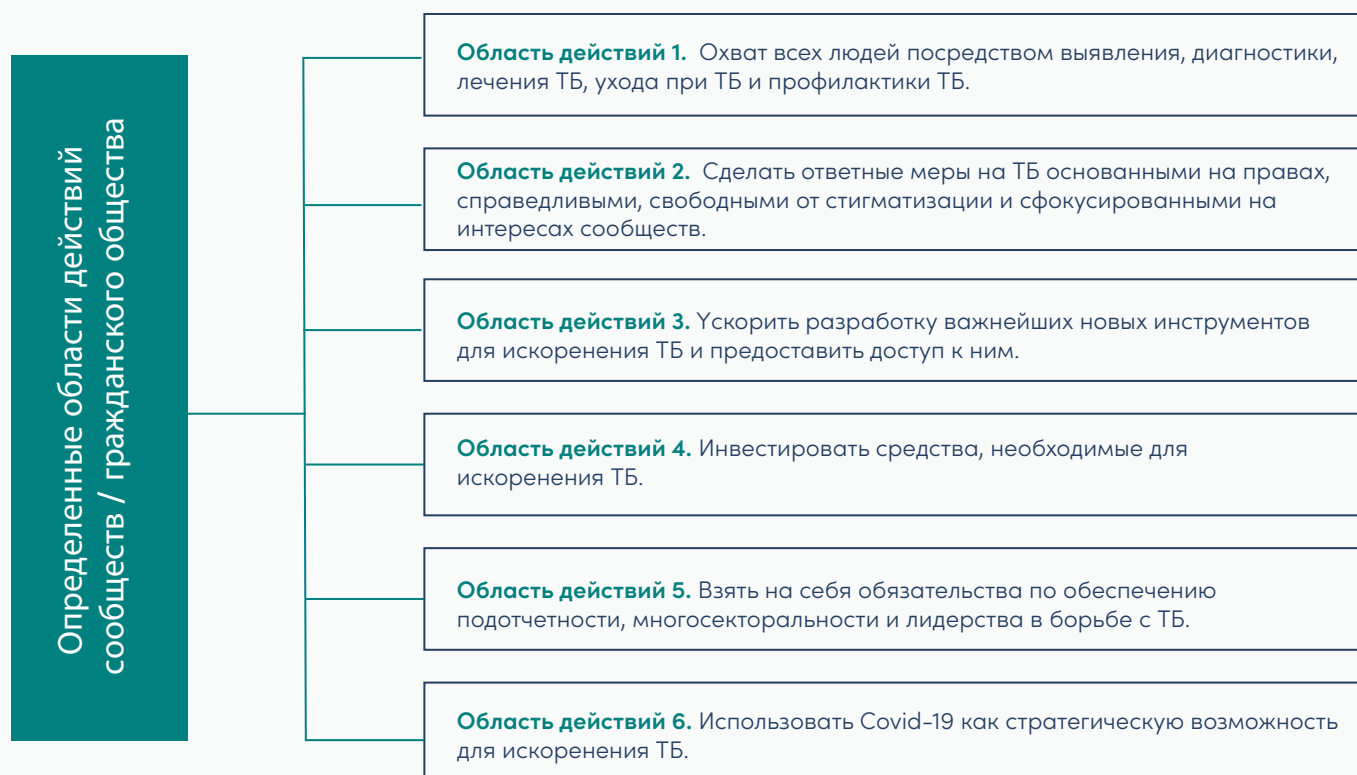 Определенные области действий
сообществ / гражданского общества
Область действий 1. Охват всех людей посредством выявления, диагностики,
лечения ТБ, ухода при ТБ и профилактики ТБ.
Область действий 2. Сделать ответные меры на ТБ основанными на правах,
справедливыми, свободными от стигматизации и сфокусированными на
интересах сообществ.
Область действий 3. Ускорить разработку важнейших новых инструментов
для искоренения ТБ и предоставить доступ к ним.
Область действий 4. Инвестировать средства, необходимые для
искоренения ТБ.
Область действий 5. Взять на себя обязательства по обеспечению
подотчетности, многосекторальности и лидерства в борьбе с ТБ.
Область действий 6. Использовать Covid-19 как стратегическую возможность
для искоренения ТБ.